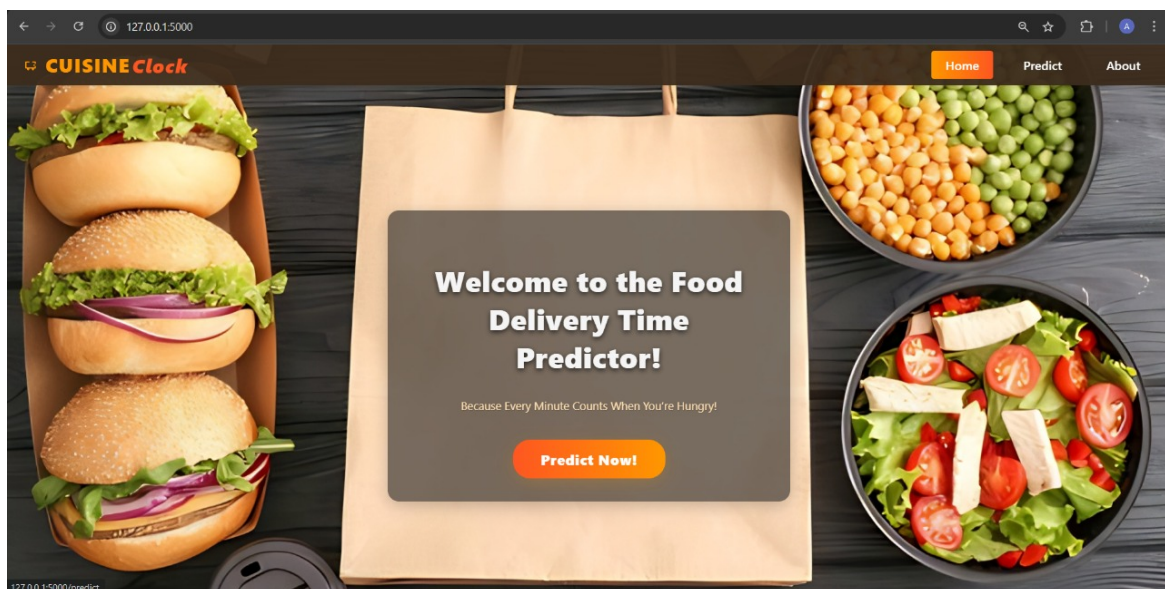 127.0.0.1:5000
A
CUISINE Clock
Home Predict About
Welcome to the Food
Delivery Time
Predictor!
Because Every Minute Counts When You're Hungry!
Predict Now!
127.0.0.1:5000/predict